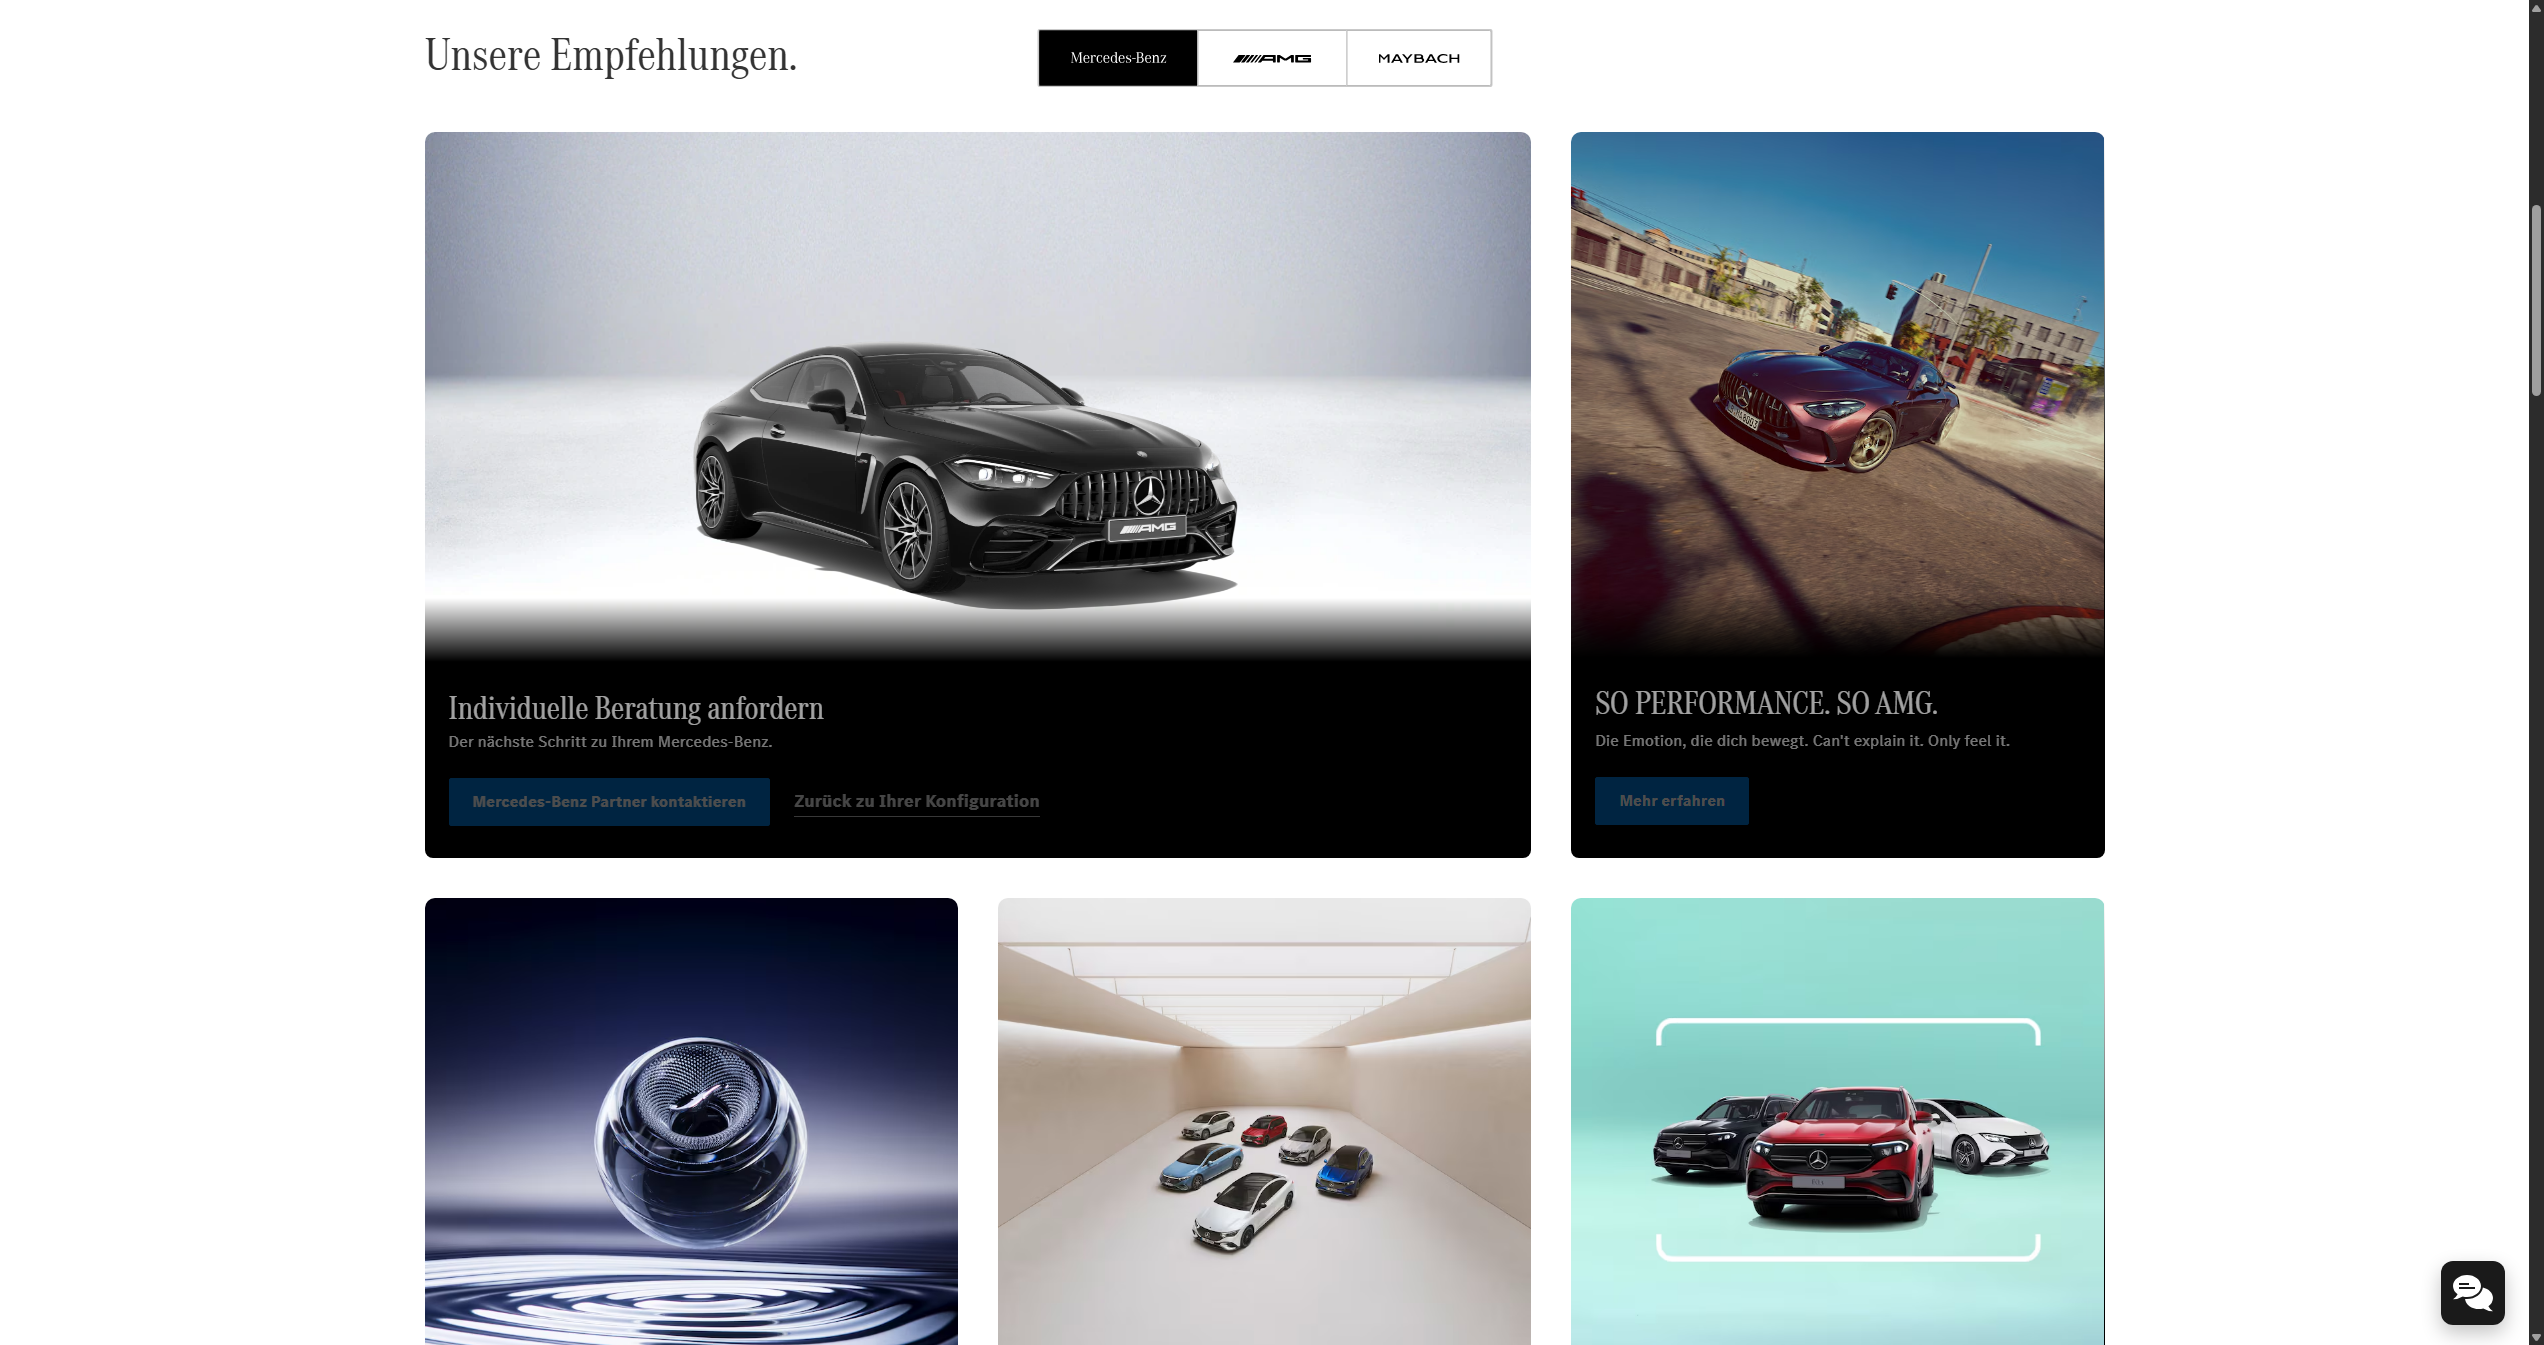 Unsere Empfehlungen.
Mercedes-Benz
AMG
MAYBACH
AMG
Individuelle Beratung anfordern
Der nächste Schritt zu Ihrem Mercedes-Benz.
Mercedes-Benz Partner kontaktieren
Zurück zu Ihrer Konfiguration
SO PERFORMANCE. SO AMG.
Die Emotion, die dich bewegt. Can't explain it. Only feel it.
Mehr erfahren